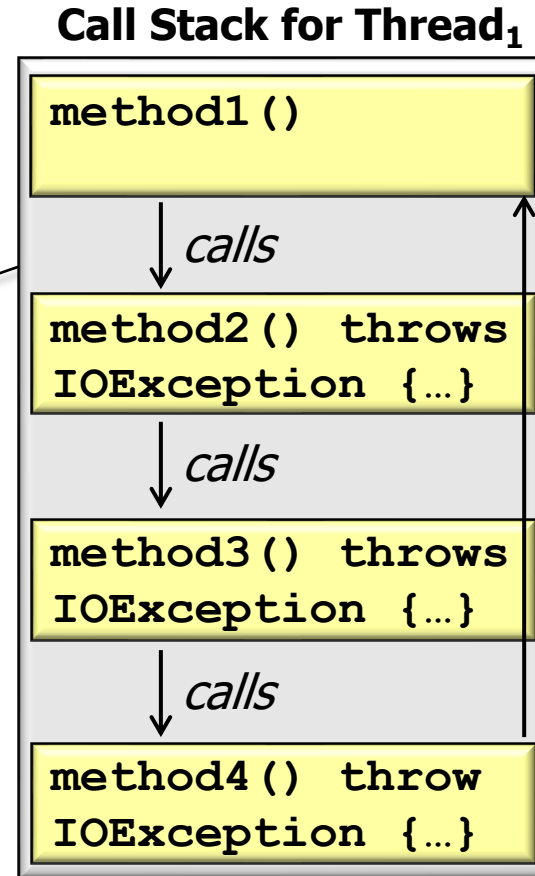 Call Stack for Thread₁
method1()
calls
method2() throws
IOException {…}
calls
method3() throws
IOException {…}
calls
method4() throw
IOException {…}